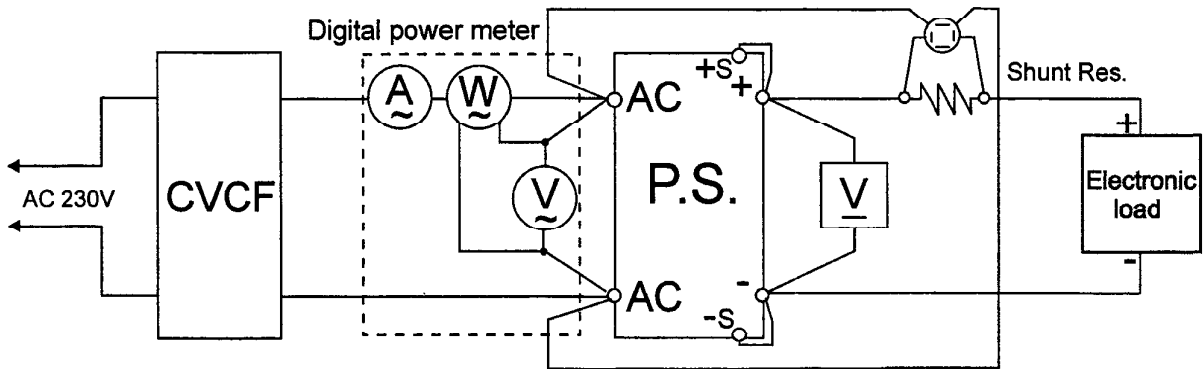 Digital power meter
A
~
W
~
V
~
AC 230V
CVCF
AC
AC
P.S.
+S
+
-
-S
V
Shunt Res.
+
Electronic
load
-